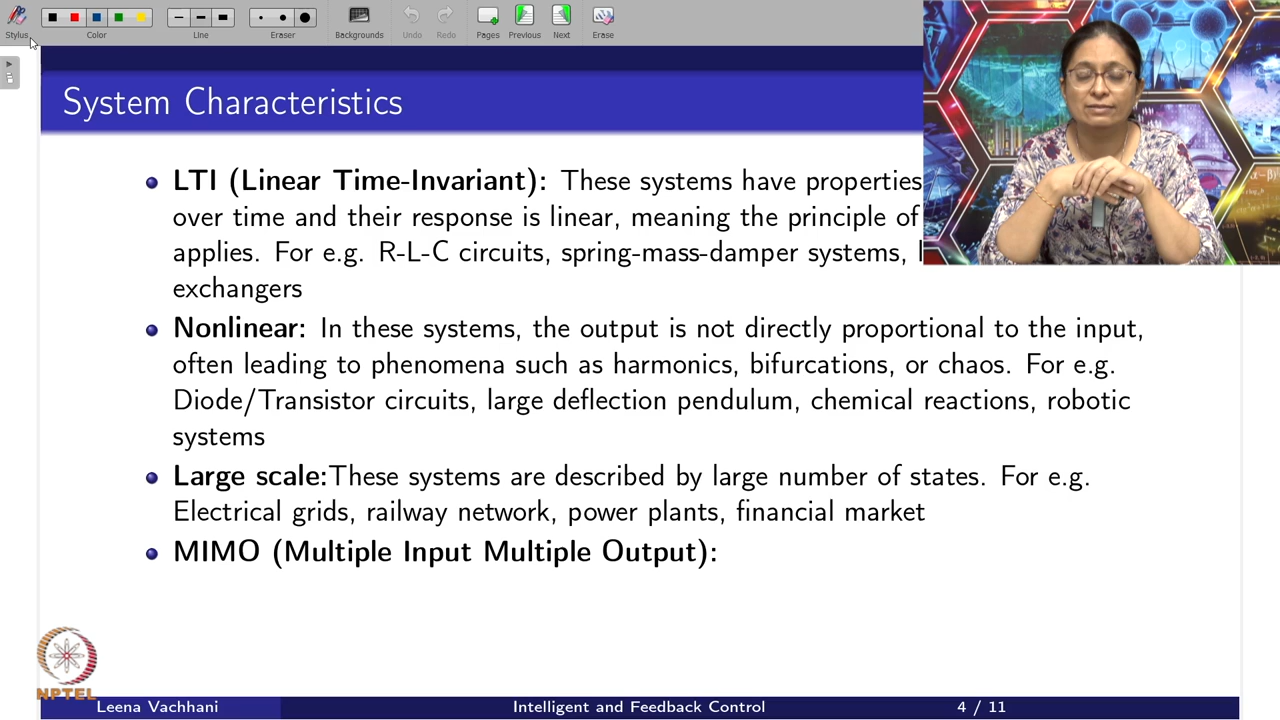 Stylus Color Line Eraser Backgrounds Undo Redo Pages Previous Next Erase
System Characteristics
LTI (Linear Time-Invariant): These systems have properties
over time and their response is linear, meaning the principle of
applies. For e.g. R-L-C circuits, spring-mass-damper systems,
exchangers
Nonlinear: In these systems, the output is not directly proportional to the input,
often leading to phenomena such as harmonics, bifurcations, or chaos. For e.g.
Diode/Transistor circuits, large deflection pendulum, chemical reactions, robotic
systems
Large scale:These systems are described by large number of states. For e.g.
Electrical grids, railway network, power plants, financial market
MIMO (Multiple Input Multiple Output):
NPTEL
Leena Vachhani Intelligent and Feedback Control 4 / 11